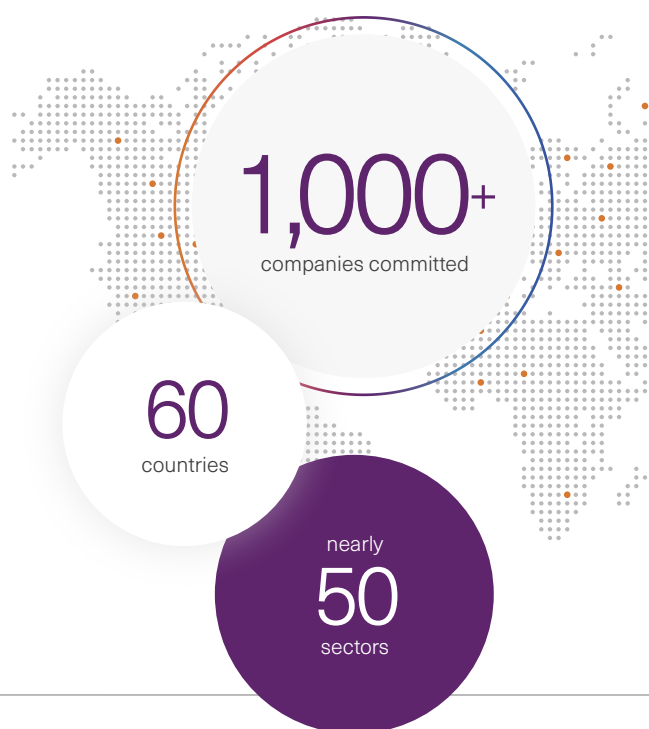 1,000+
companies committed
60
countries
nearly
50
sectors